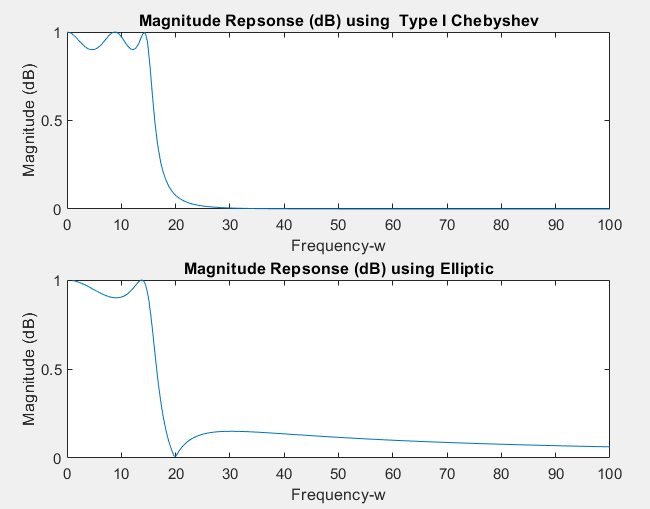 Magnitude Repsonse (dB) using Type I Chebyshev
1
0.5
0
Magnitude (dB)
0 10 20 30 40 50 60 70 80 90 100
Frequency-w
Magnitude Repsonse (dB) using Elliptic
1
0.5
0
Magnitude (dB)
0 10 20 30 40 50 60 70 80 90 100
Frequency-w